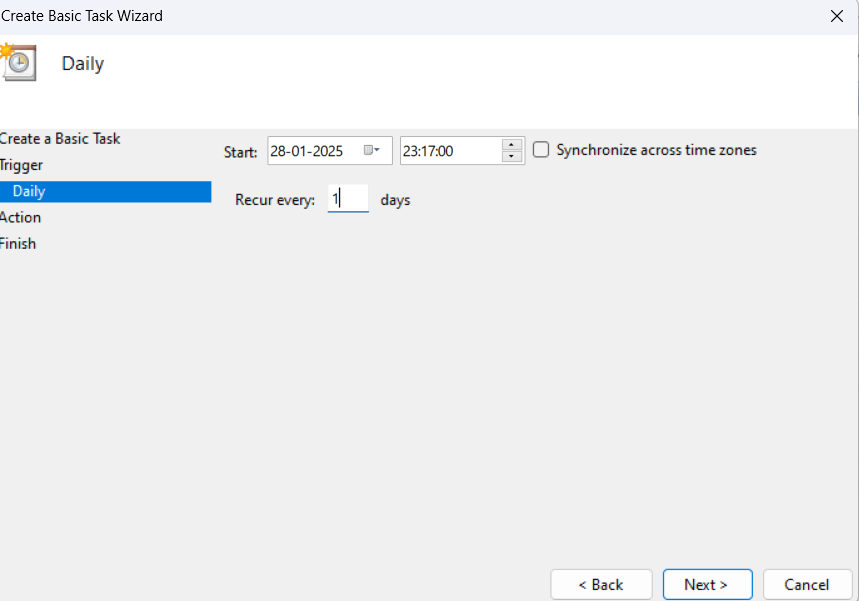 Create Basic Task Wizard
Daily
Create a Basic Task
Trigger
Daily
Action
Finish
Start: 28-01-2025 23:17:00 Synchronize across time zones
Recur every: 1 days
< Back Next > Cancel